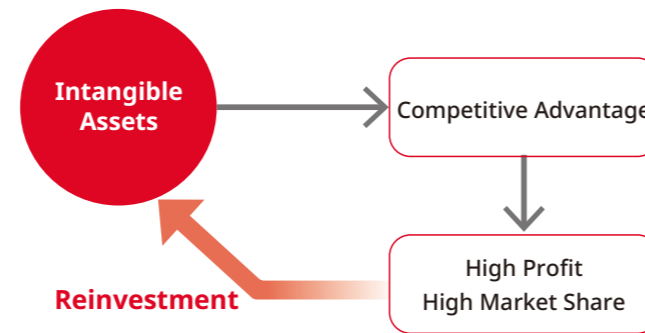 Intangible
Assets
Competitive Advantage
High Profit
High Market Share
Reinvestment